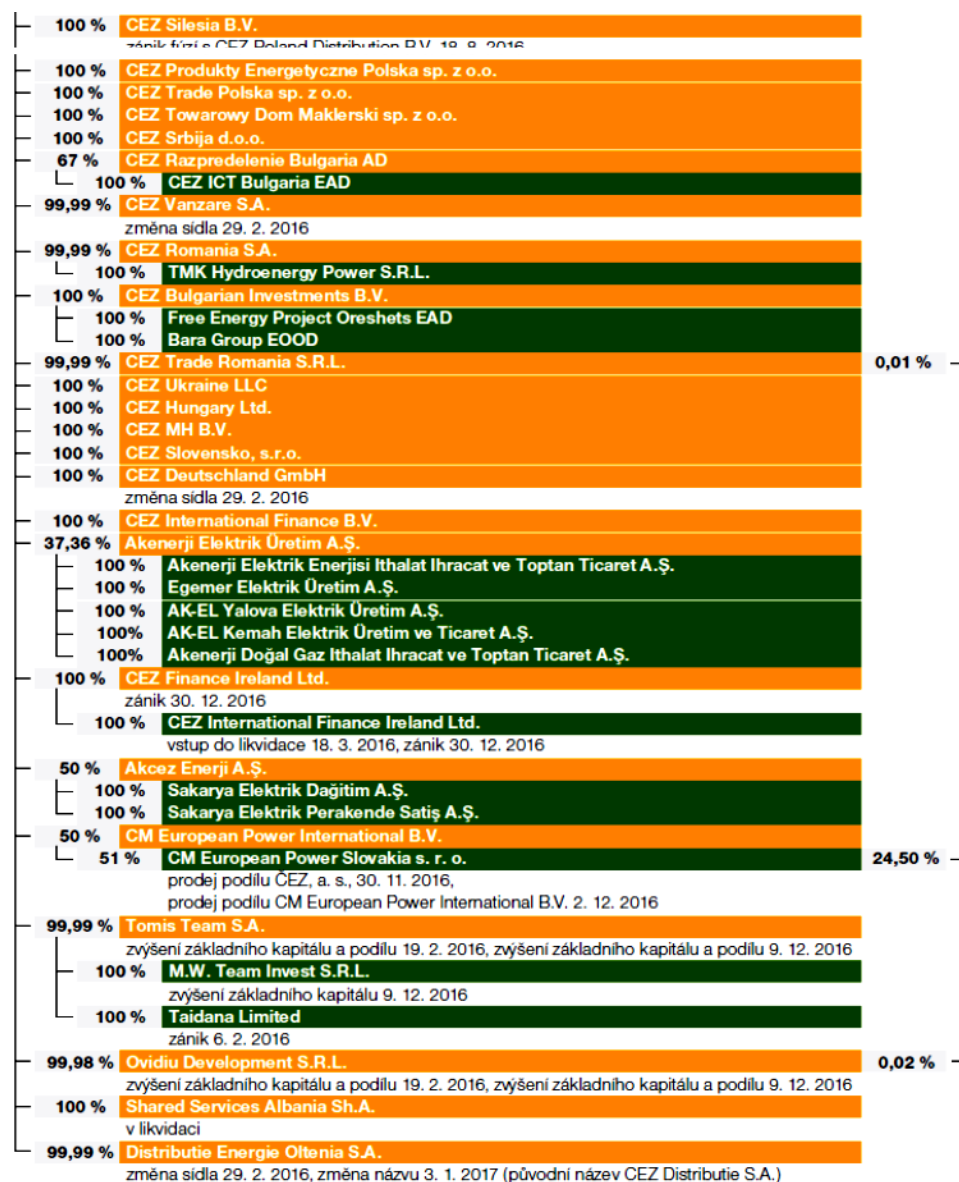 100 % CEZ Silesia B.V.
zánik fúzí s CEZ Poland Distribution B.V. 18. 8. 2016
100 % CEZ Produkty Energetyczne Polska sp. z o.o.
100 % CEZ Trade Polska sp. z o.o.
100 % CEZ Towarowy Dom Maklerski sp. z o.o.
100 % CEZ Srbija d.o.o.
67 % CEZ Razpredelenie Bulgaria AD
100 % CEZ ICT Bulgaria EAD
99,99 % CEZ Vanzare S.A.
změna sídla 29. 2. 2016
99,99 % CEZ Romania S.A.
100 % TMK Hydroenergy Power S.R.L.
100 % CEZ Bulgarian Investments B.V.
100 % Free Energy Project Oreshets EAD
100 % Bara Group EOOD
99,99 % CEZ Trade Romania S.R.L. 0,01 %
100 % CEZ Ukraine LLC
100 % CEZ Hungary Ltd.
100 % CEZ MH B.V.
100 % CEZ Slovensko, s.r.o.
100 % CEZ Deutschland GmbH
změna sídla 29. 2. 2016
100 % CEZ International Finance B.V.
37,36 % Akenerji Elektrik Üretim A.Ş.
100 % Akenerji Elektrik Enerjisi Ithalat Ihracat ve Toptan Ticaret A.Ş.
100 % Egemer Elektrik Üretim A.Ş.
100 % AK-EL Yalova Elektrik Üretim A.Ş.
100% AK-EL Kemah Elektrik Üretim ve Ticaret A.Ş.
100% Akenerji Doğal Gaz Ithalat Ihracat ve Toptan Ticaret A.Ş.
100 % CEZ Finance Ireland Ltd.
zánik 30. 12. 2016
100 % CEZ International Finance Ireland Ltd.
vstup do likvidace 18. 3. 2016, zánik 30. 12. 2016
50 % Akcez Enerji A.Ş.
100 % Sakarya Elektrik Dağitim A.Ş.
100 % Sakarya Elektrik Perakende Satiş A.Ş.
50 % CM European Power International B.V.
51 % CM European Power Slovakia s. r. o. 24,50 %
prodej podílu ČEZ, a. s., 30. 11. 2016,
prodej podílu CM European Power International B.V. 2. 12. 2016
99,99 % Tomis Team S.A.
zvýšení základního kapitálu a podílu 19. 2. 2016, zvýšení základního kapitálu a podílu 9. 12. 2016
100 % M.W. Team Invest S.R.L.
zvýšení základního kapitálu 9. 12. 2016
100 % Taidana Limited
zánik 6. 2. 2016
99,98 % Ovidiu Development S.R.L. 0,02 %
zvýšení základního kapitálu a podílu 19. 2. 2016, zvýšení základního kapitálu a podílu 9. 12. 2016
100 % Shared Services Albania Sh.A.
v likvidaci
99,99 % Distributie Energie Oltenia S.A.
změna sídla 29. 2. 2016, změna názvu 3. 1. 2017 (původní název CEZ Distributie S.A.)